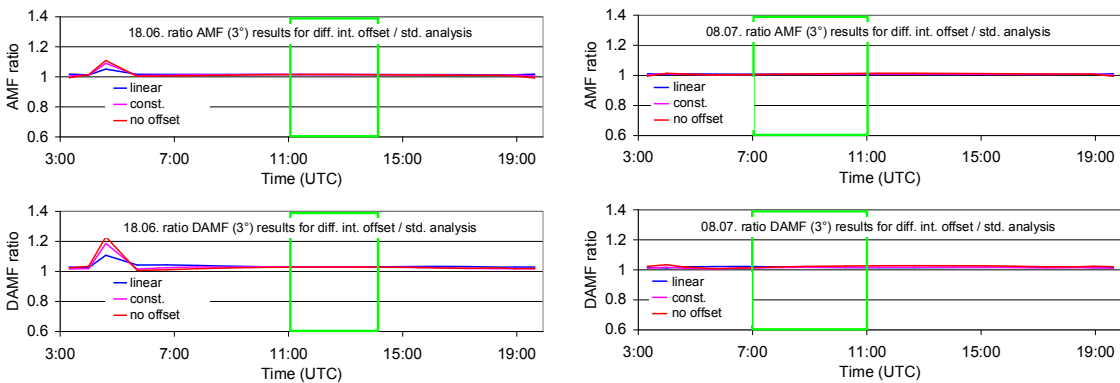 18.06. ratio AMF (3°) results for diff. int. offset / std. analysis
AMF ratio
1.4
1.2
1
0.8
0.6
linear
const.
no offset
3:00 7:00 11:00 15:00 19:00
Time (UTC)
08.07. ratio AMF (3°) results for diff. int. offset / std. analysis
AMF ratio
1.4
1.2
1
0.8
0.6
linear
const.
no offset
3:00 7:00 11:00 15:00 19:00
Time (UTC)
18.06. ratio DAMF (3°) results for diff. int. offset / std. analysis
DAMF ratio
1.4
1.2
1
0.8
0.6
linear
const.
no offset
3:00 7:00 11:00 15:00 19:00
Time (UTC)
08.07. ratio DAMF (3°) results for diff. int. offset / std. analysis
DAMF ratio
1.4
1.2
1
0.8
0.6
linear
const.
no offset
3:00 7:00 11:00 15:00 19:00
Time (UTC)